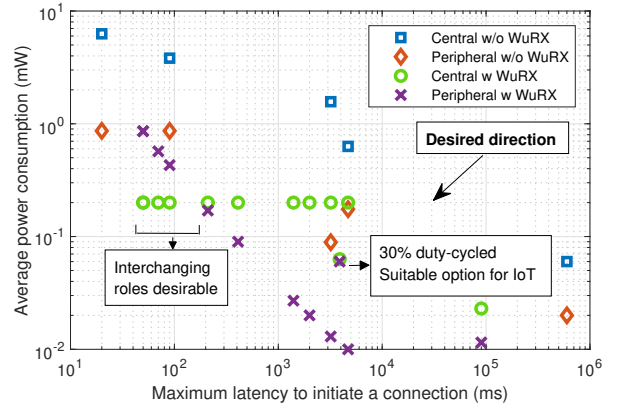 Central w/o WuRX
Peripheral w/o WuRX
Central w WuRX
Peripheral w WuRX
Desired direction
30% duty-cycled
Suitable option for IoT
Interchanging
roles desirable
Average power consumption (mW)
10^1
10^0
10^-1
10^-2
10^1 10^2 10^3 10^4 10^5 10^6
Maximum latency to initiate a connection (ms)